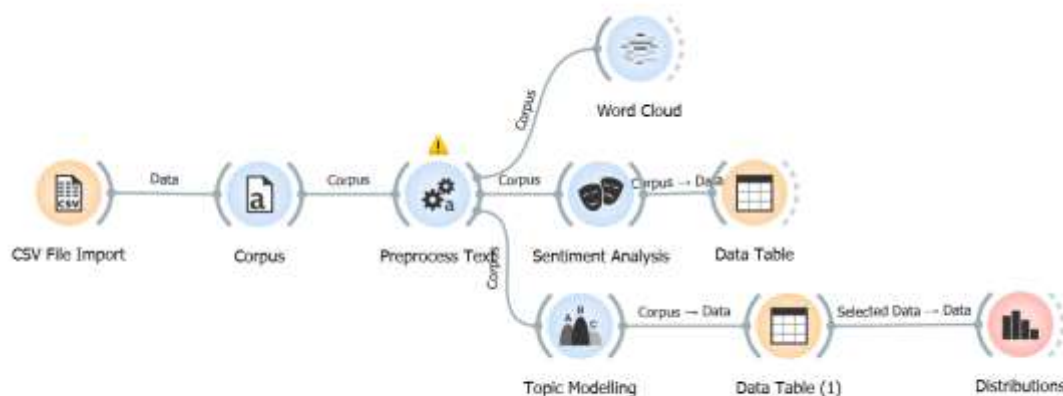 Word Cloud
Corpus
Data
Corpus
Corpus
Corpus → Data
CSV
a
a
CSV File Import
Corpus
Preprocess Text
Sentiment Analysis
Data Table
Corpus
A B C
Corpus → Data
Selected Data → Data
Topic Modelling
Data Table (1)
Distributions